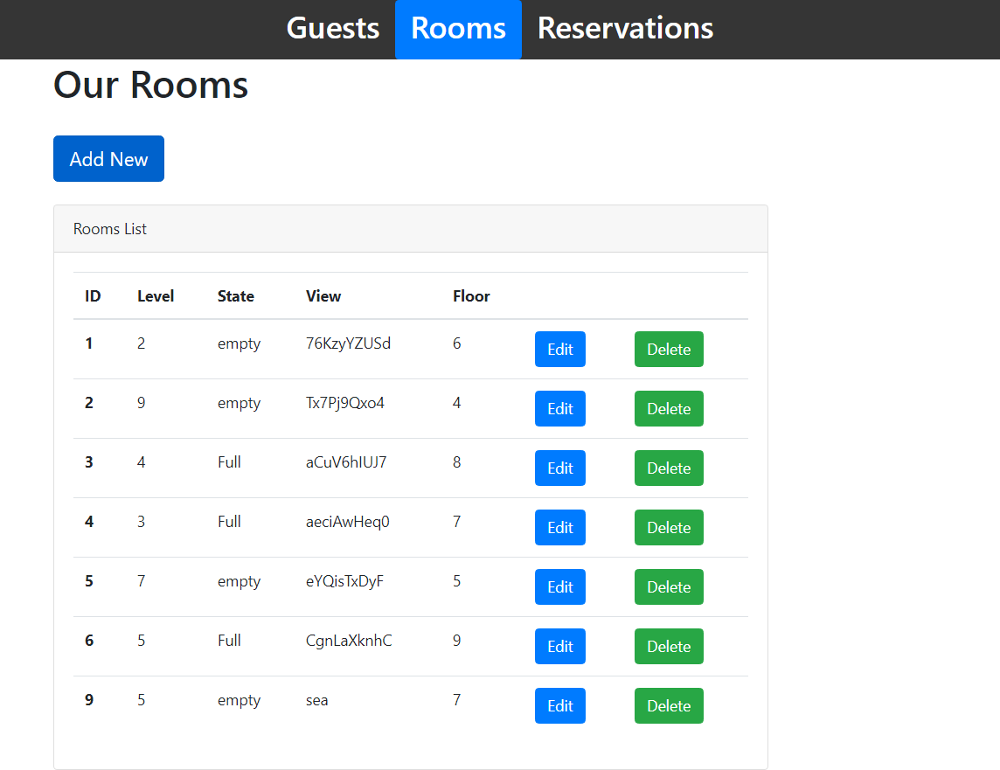 Guests Rooms Reservations
Our Rooms
Add New
Rooms List
ID Level State View Floor
1 2 empty 76KzyYZUSd 6 Edit Delete
2 9 empty Tx7Pj9Qxo4 4 Edit Delete
3 4 Full aCuV6hIUJ7 8 Edit Delete
4 3 Full aeciAwHeq0 7 Edit Delete
5 7 empty eYQisTxDyF 5 Edit Delete
6 5 Full CgnLaXknhC 9 Edit Delete
9 5 empty sea 7 Edit Delete